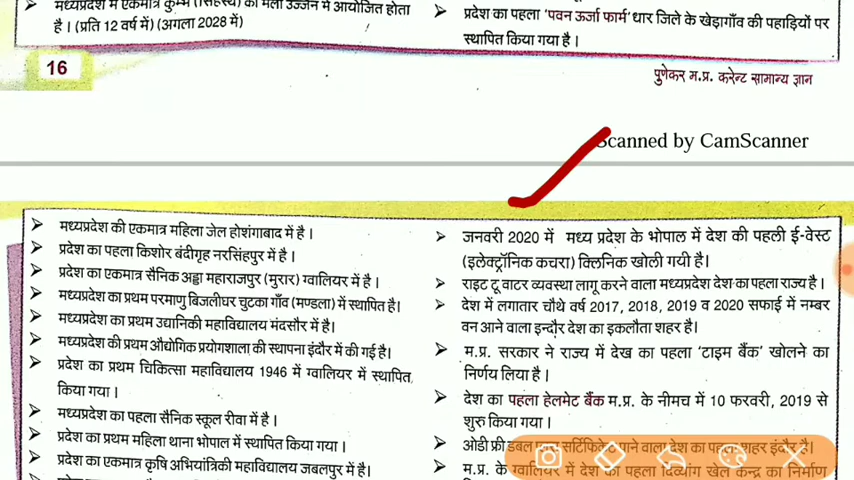 मध्यप्रदेश में एकमात्र कुम्भ (सिंहस्थ) का मेला उज्जैन में आयोजित होता
है । (प्रति 12 वर्ष में) (अगला 2028 में)
प्रदेश का पहला 'पवन ऊर्जा फार्म' धार जिले के खेड़ागाँव की पहाड़ियों पर
स्थापित किया गया है ।
16
पुणेकर म.प्र. करेन्ट सामान्य ज्ञान
Scanned by CamScanner
मध्यप्रदेश की एकमात्र महिला जेल होशंगाबाद में है ।
प्रदेश का पहला किशोर बंदीगृह नरसिंहपुर में है ।
प्रदेश का एकमात्र सैनिक अड्डा महाराजपुर (मुरार) ग्वालियर में है ।
मध्यप्रदेश का प्रथम परमाणु बिजलीघर चुटका गाँव (मण्डला) में स्थापित है।
मध्यप्रदेश का प्रथम उद्यानिकी महाविद्यालय मंदसौर में है।
मध्यप्रदेश की प्रथम औद्योगिक प्रयोगशाला की स्थापना इंदौर में की गई है।
प्रदेश का प्रथम चिकित्सा महाविद्यालय 1946 में ग्वालियर में स्थापित
किया गया ।
मध्यप्रदेश का पहला सैनिक स्कूल रीवा में है ।
प्रदेश का प्रथम महिला थाना भोपाल में स्थापित किया गया ।
प्रदेश का एकमात्र कृषि अभियांत्रिकी महाविद्यालय जबलपुर में है।
जनवरी 2020 में मध्य प्रदेश के भोपाल में देश की पहली ई-वेस्ट
(इलेक्ट्रॉनिक कचरा) क्लिनिक खोली गयी है।
राइट टू वाटर व्यवस्था लागू करने वाला मध्यप्रदेश देश का पहला राज्य है ।
देश में लगातार चौथे वर्ष 2017, 2018, 2019 व 2020 सफाई में नम्बर
वन आने वाला इन्दौर देश का इकलौता शहर है।
म.प्र. सरकार ने राज्य में देख का पहला 'टाइम बैंक' खोलने का
निर्णय लिया है ।
देश का पहला हेलमेट बैंक म.प्र. के नीमच में 10 फरवरी, 2019 से
शुरु किया गया ।
ओडी फ्री डबल प्लस सर्टिफिकेट पाने वाला देश का पहला शहर इंदौर है।
म.प्र. के ग्वालियर में देश का पहला दिव्यांग खेल केन्द्र का निर्माण